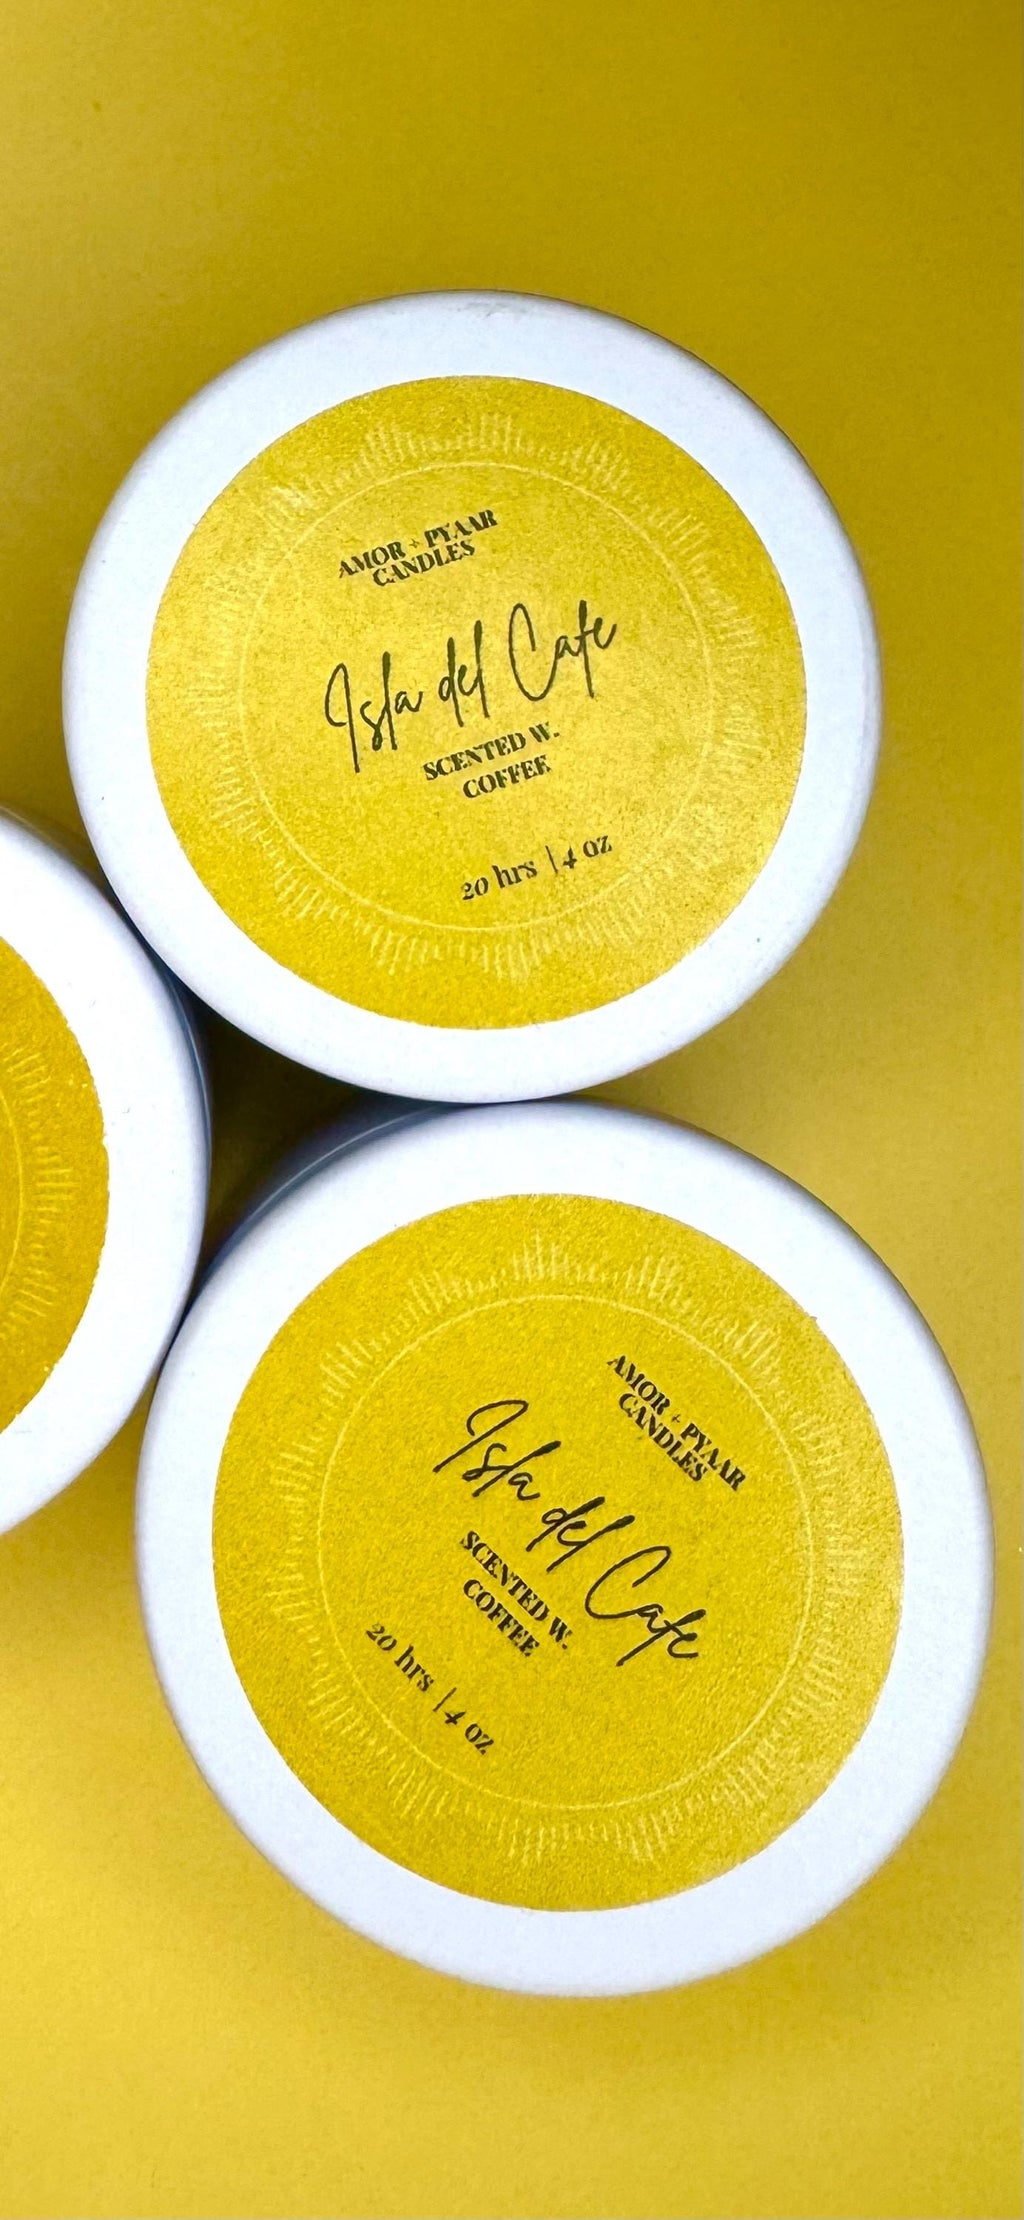 AMOR + PYAAR
CANDLES
Isla del Cafe
SCENTED W.
COFFEE
20 hrs | 4 oz
AMOR + PYAAR
CANDLES
Isla del Cafe
SCENTED W.
COFFEE
20 hrs | 4 oz